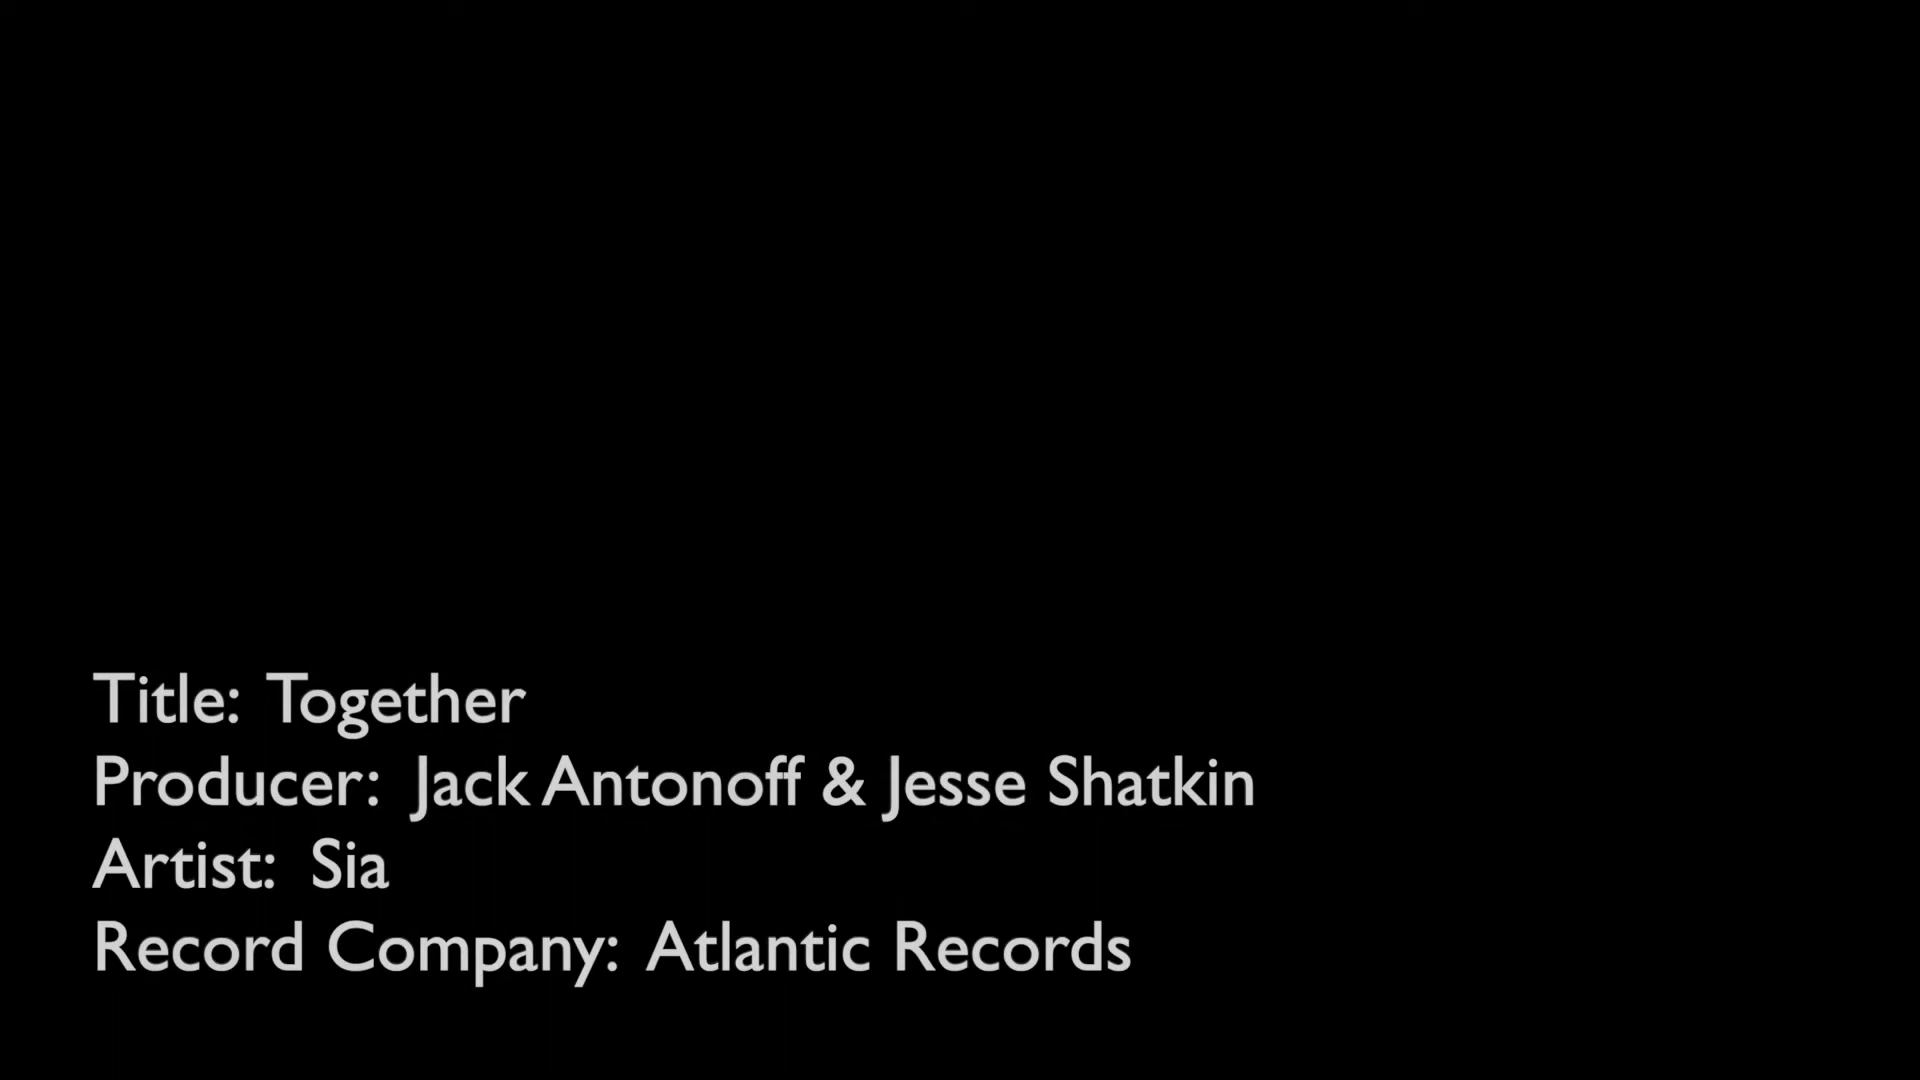 Title: Together
Producer: Jack Antonoff & Jesse Shatkin
Artist: Sia
Record Company: Atlantic Records